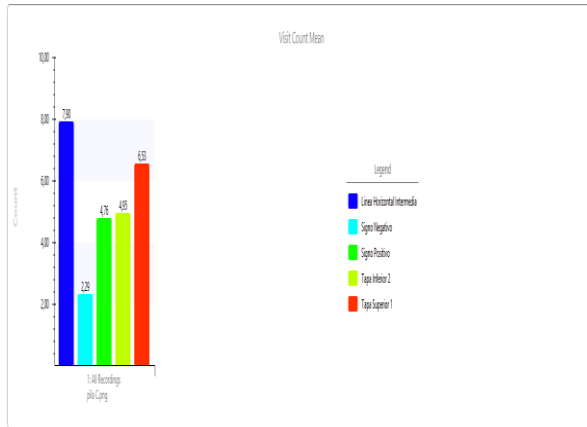 Visit Count Mean
10,00
8,00
6,00
4,00
2,00
Count
7,90
2,29
4,76
4,95
6,53
1: All Recordings
pila C.png
Legend
Linea Horizontal Intermedia
Signo Negativo
Signo Positivo
Tapa Inferior 2
Tapa Superior 1